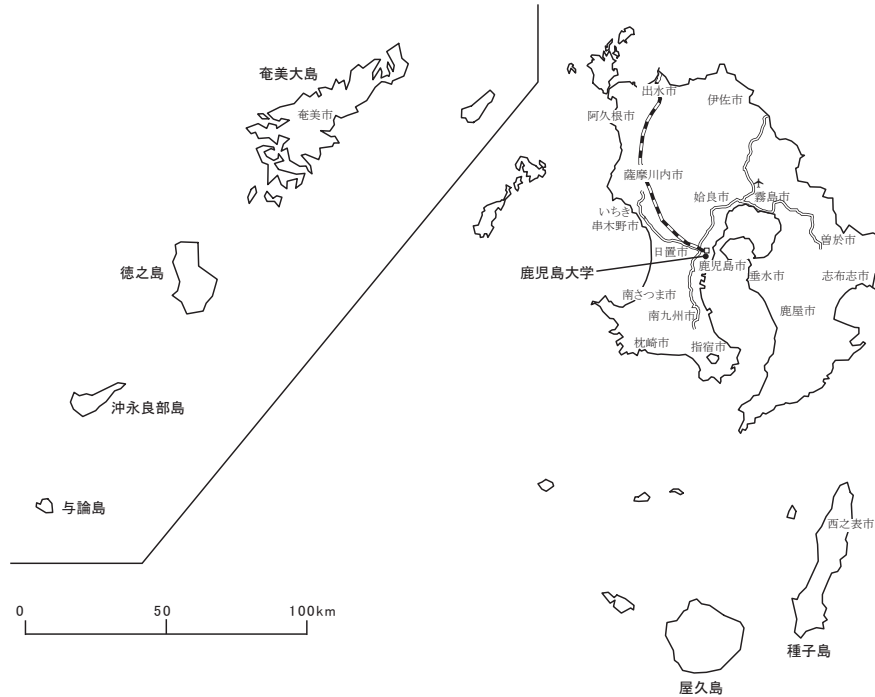 奄美大島
奄美市
徳之島
沖永良部島
与論島
0
50
100km
出水市
伊佐市
阿久根市
薩摩川内市
姶良市
霧島市
いちき
串木野市
日置市
曽於市
鹿児島大学
鹿児島市
垂水市
志布志市
南さつま市
鹿屋市
南九州市
枕崎市
指宿市
西之表市
種子島
屋久島